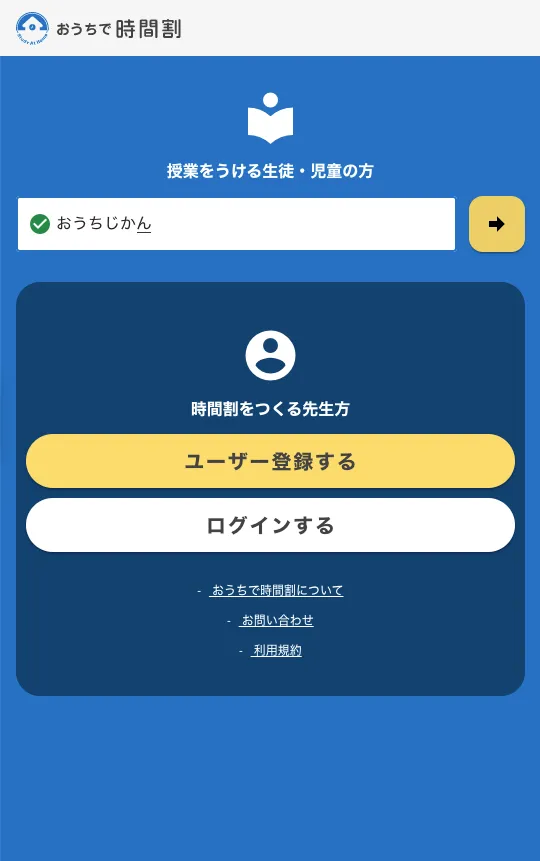 Study At Home
おうちで 時間割
授業をうける生徒・児童の方
おうちじかん
時間割をつくる先生方
ユーザー登録する
ログインする
- おうちで時間割について
- お問い合わせ
- 利用規約